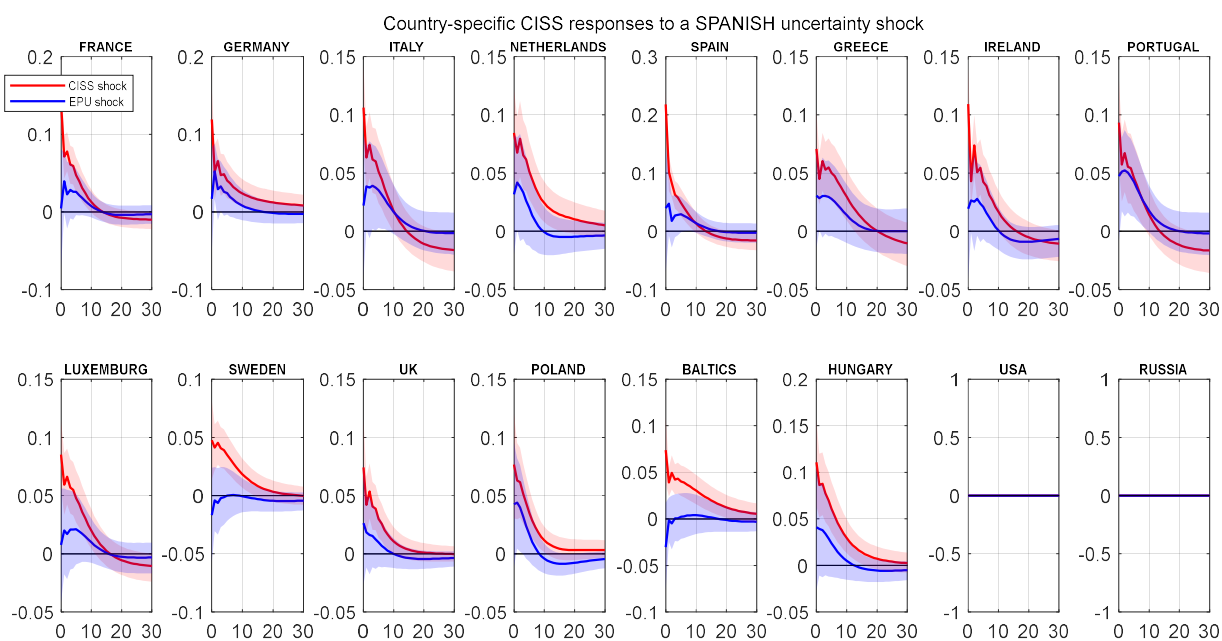 Country-specific CISS responses to a SPANISH uncertainty shock
FRANCE GERMANY ITALY NETHERLANDS SPAIN GREECE IRELAND PORTUGAL
0.2 0.2 0.15 0.15 0.3 0.15 0.15 0.15
CISS shock
EPU shock
0.1 0.1 0.2 0.1 0.1 0.1
0.1 0.1 0.05 0.05 0.1 0.05 0.05 0.05
0 0 0 0 0 0 0 0
-0.1 -0.1 -0.05 -0.05 -0.1 -0.05 -0.05 -0.05
0 10 20 30 0 10 20 30 0 10 20 30 0 10 20 30 0 10 20 30 0 10 20 30 0 10 20 30 0 10 20 30
LUXEMBURG SWEDEN UK POLAND BALTICS HUNGARY USA RUSSIA
0.15 0.1 0.15 0.15 0.15 0.2 1 1
0.1 0.05 0.1 0.1 0.1 0.15 0.5 0.5
0.05 0 0.05 0.05 0.05 0.1 0 0
0 -0.05 0 0 0 0.05 -0.5 -0.5
-0.05 -0.1 -0.05 -0.05 -0.05 0 -1 -1
-0.1 -0.05
0 10 20 30 0 10 20 30 0 10 20 30 0 10 20 30 0 10 20 30 0 10 20 30 0 10 20 30 0 10 20 30